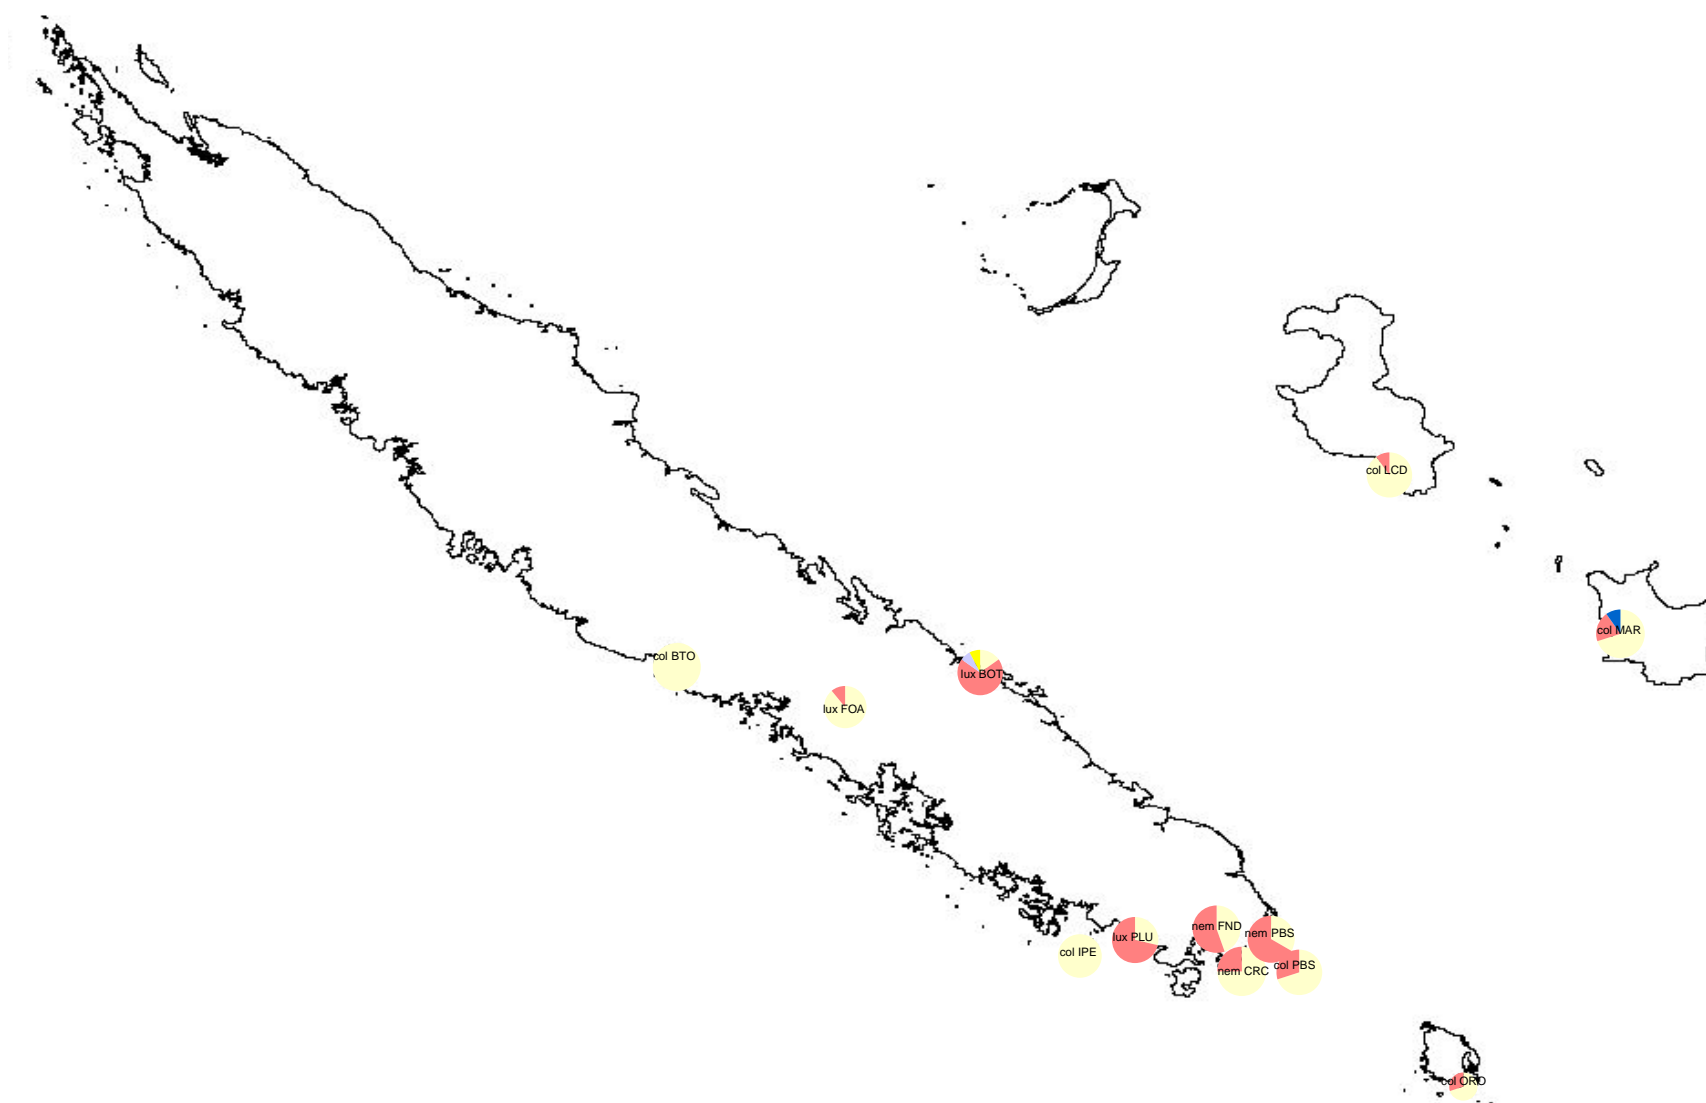 col LCD
col MAR
col BTO
lux BOT
lux FOA
nem FND
lux PLU
nem PBS
col IPE
col PBS
nem CRC
col ORO